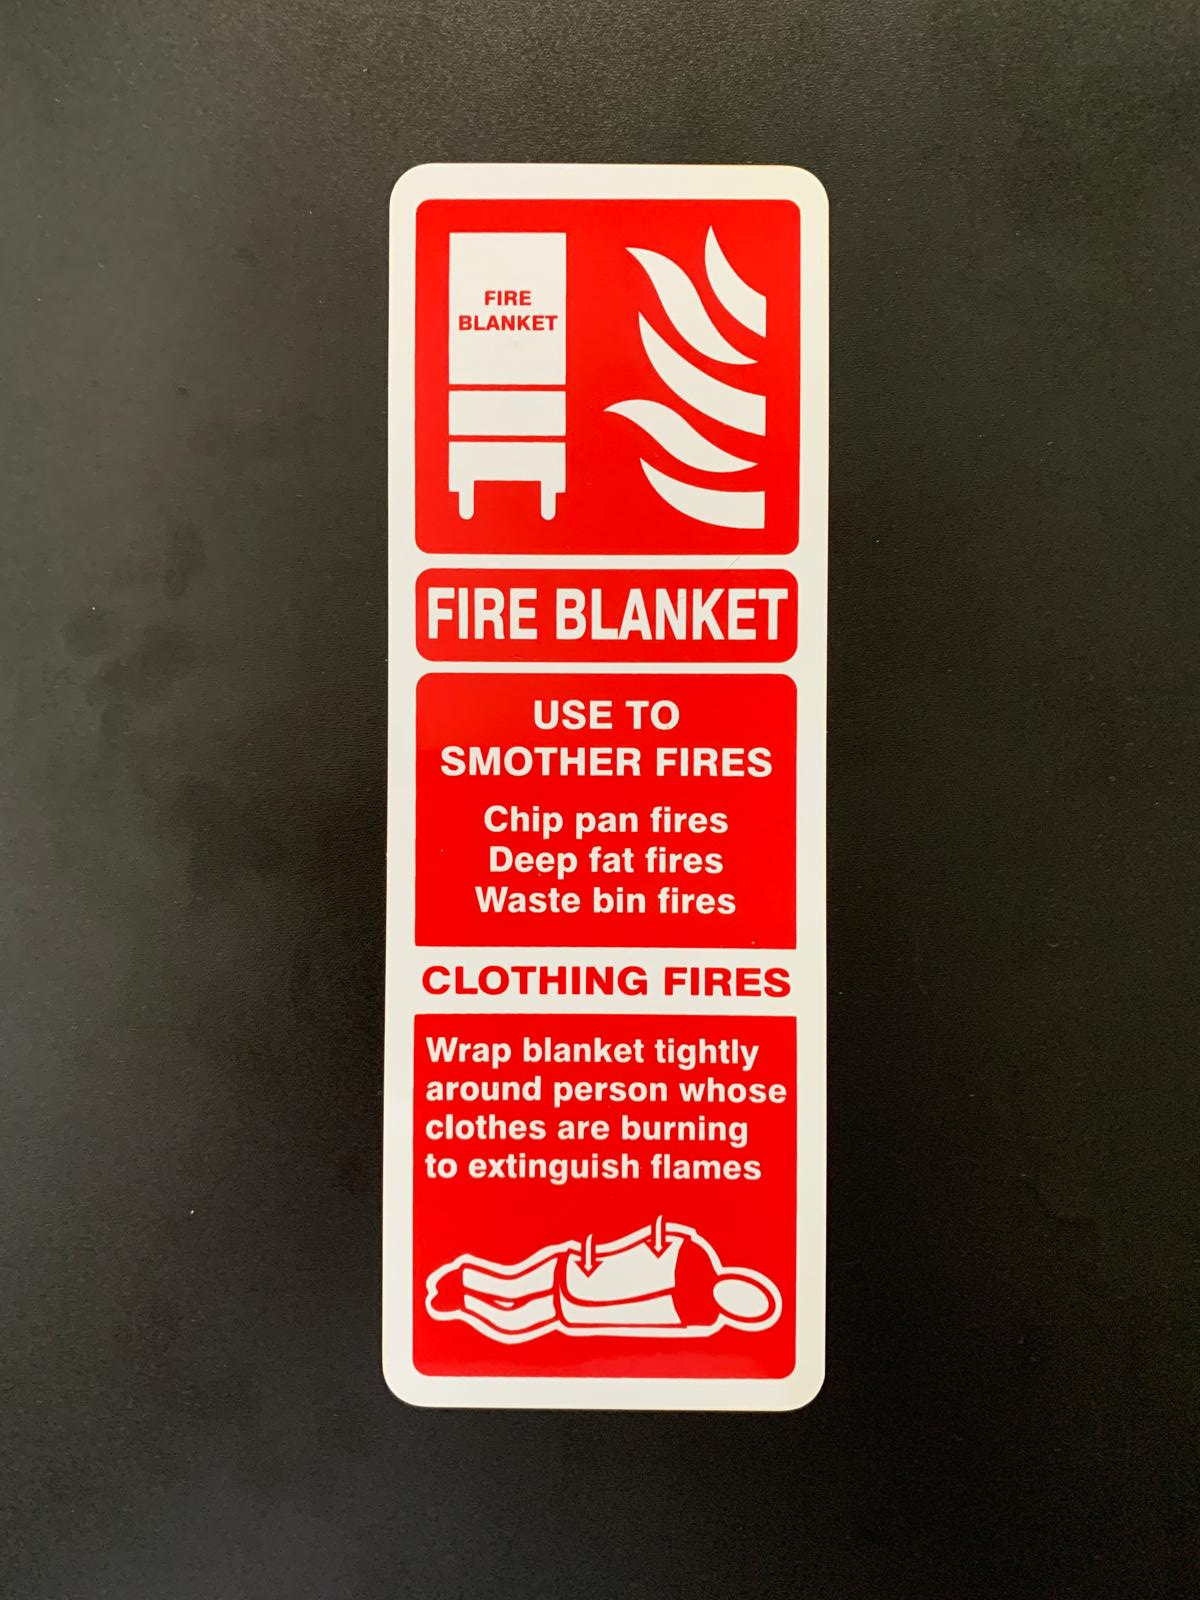 FIRE
BLANKET
FIRE BLANKET
USE TO
SMOTHER FIRES
Chip pan fires
Deep fat fires
Waste bin fires
CLOTHING FIRES
Wrap blanket tightly
around person whose
clothes are burning
to extinguish flames